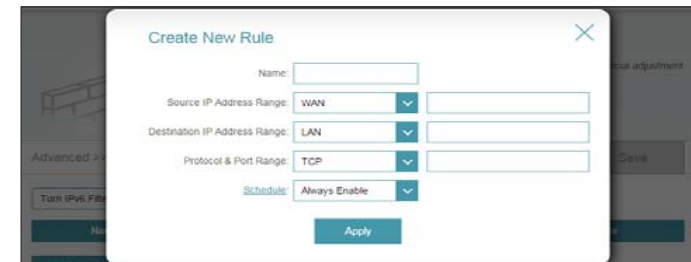 Create New Rule
Name:
Source IP Address Range: WAN
Destination IP Address Range: LAN
Protocol & Port Range: TCP
Schedule: Always Enable
Apply
adjustment
Advanced >>
Save
Turn IPv6